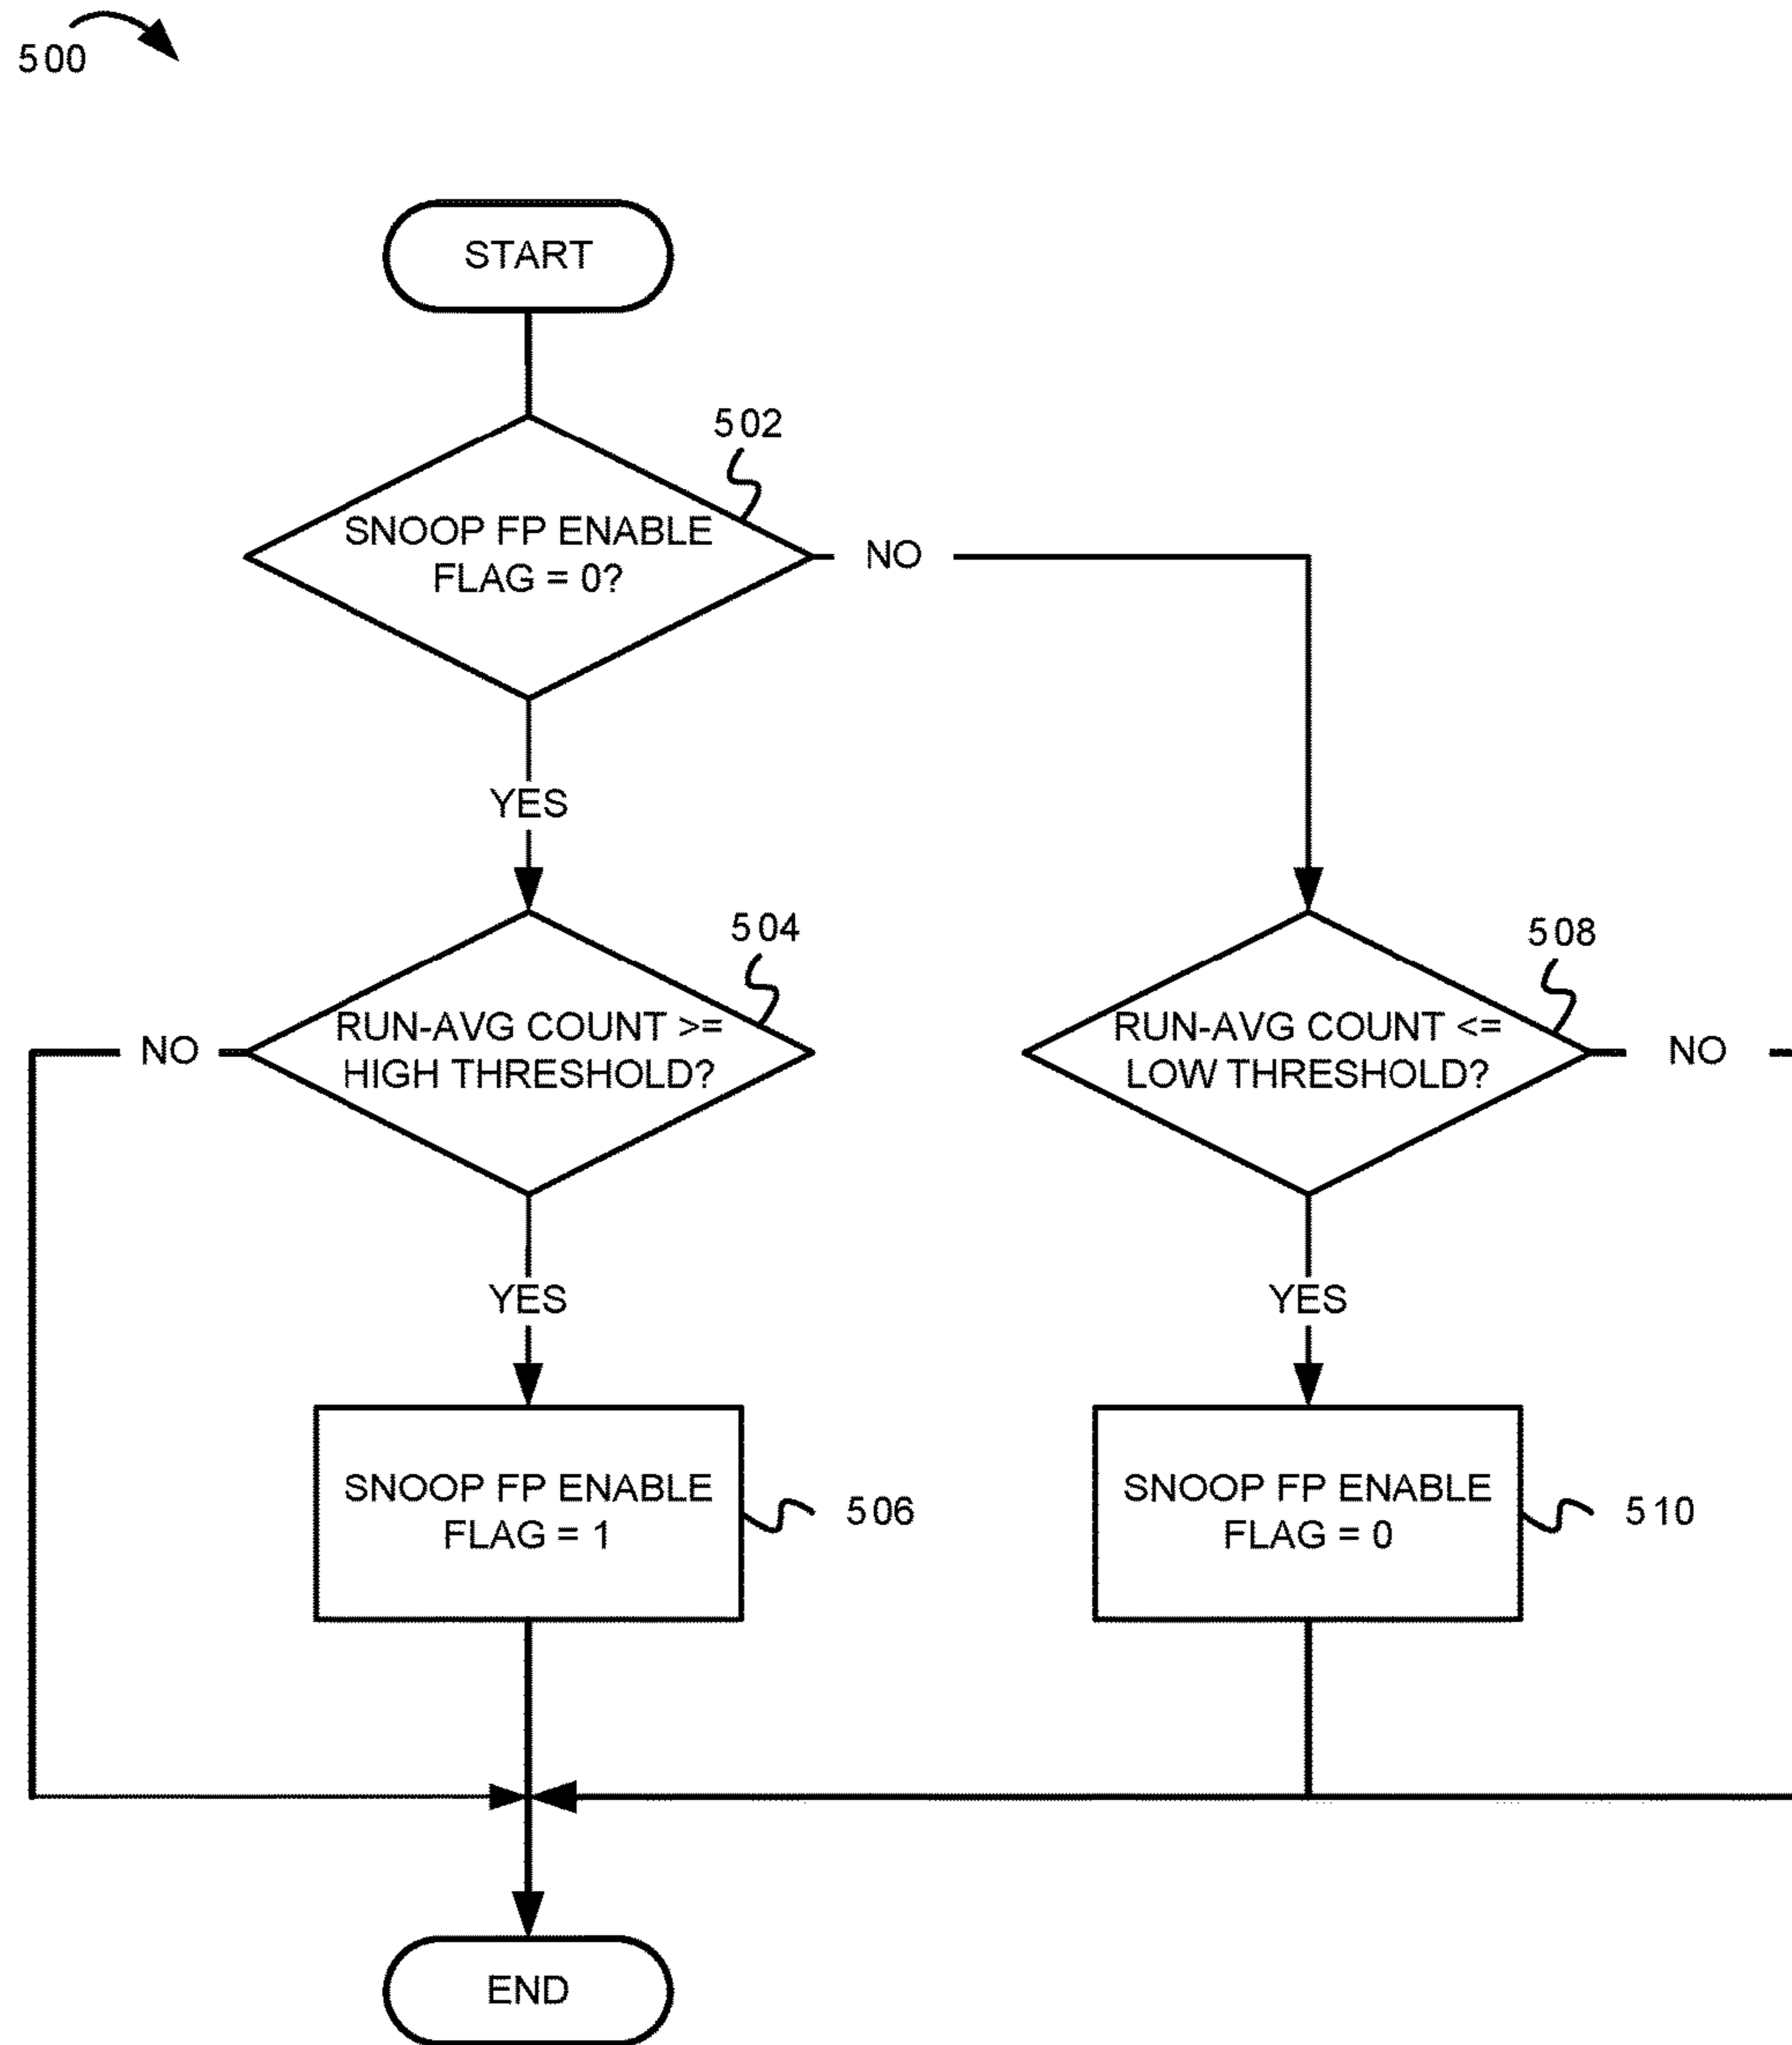 500
START
502
SNOOP FP ENABLE
FLAG = 0?
NO
YES
504
RUN-AVG COUNT >=
HIGH THRESHOLD?
NO
508
RUN-AVG COUNT <=
LOW THRESHOLD?
NO
YES
YES
SNOOP FP ENABLE
FLAG = 1
506
SNOOP FP ENABLE
FLAG = 0
510
END